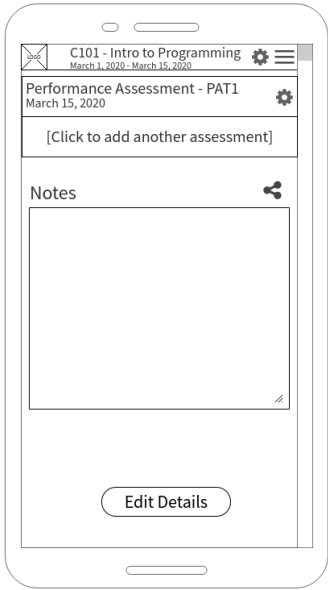 LOGO
C101 - Intro to Programming
March 1, 2020 - March 15, 2020
Performance Assessment - PAT1
March 15, 2020
[Click to add another assessment]
Notes
Edit Details